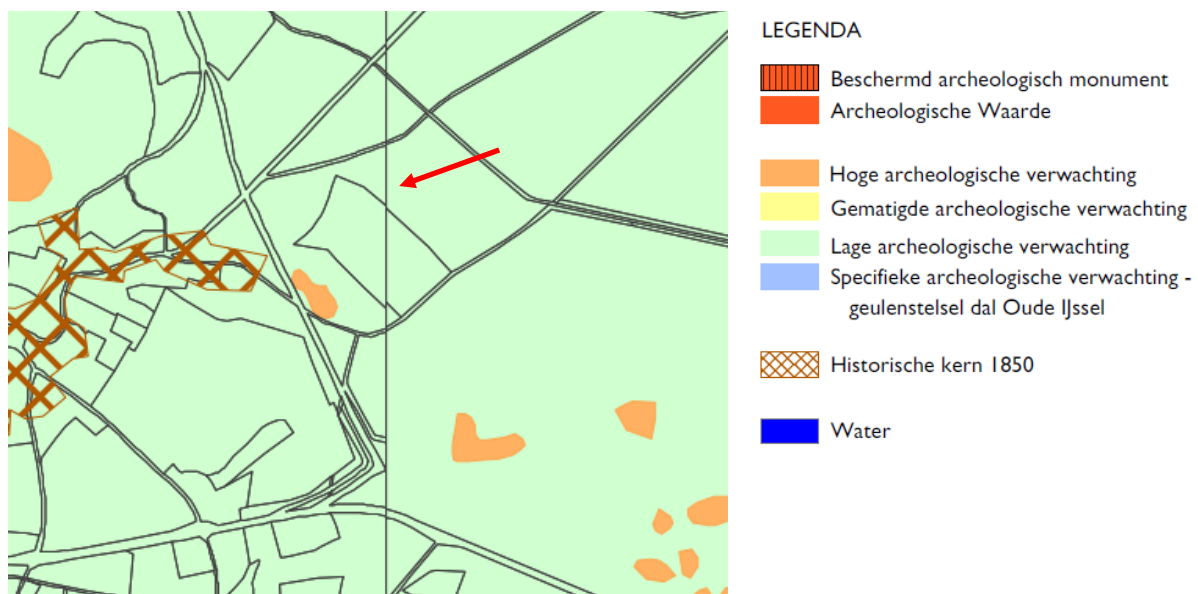 LEGENDA
Beschermd archeologisch monument
Archeologische Waarde
Hoge archeologische verwachting
Gematigde archeologische verwachting
Lage archeologische verwachting
Specifieke archeologische verwachting -
geulenstelsel dal Oude IJssel
Historische kern 1850
Water